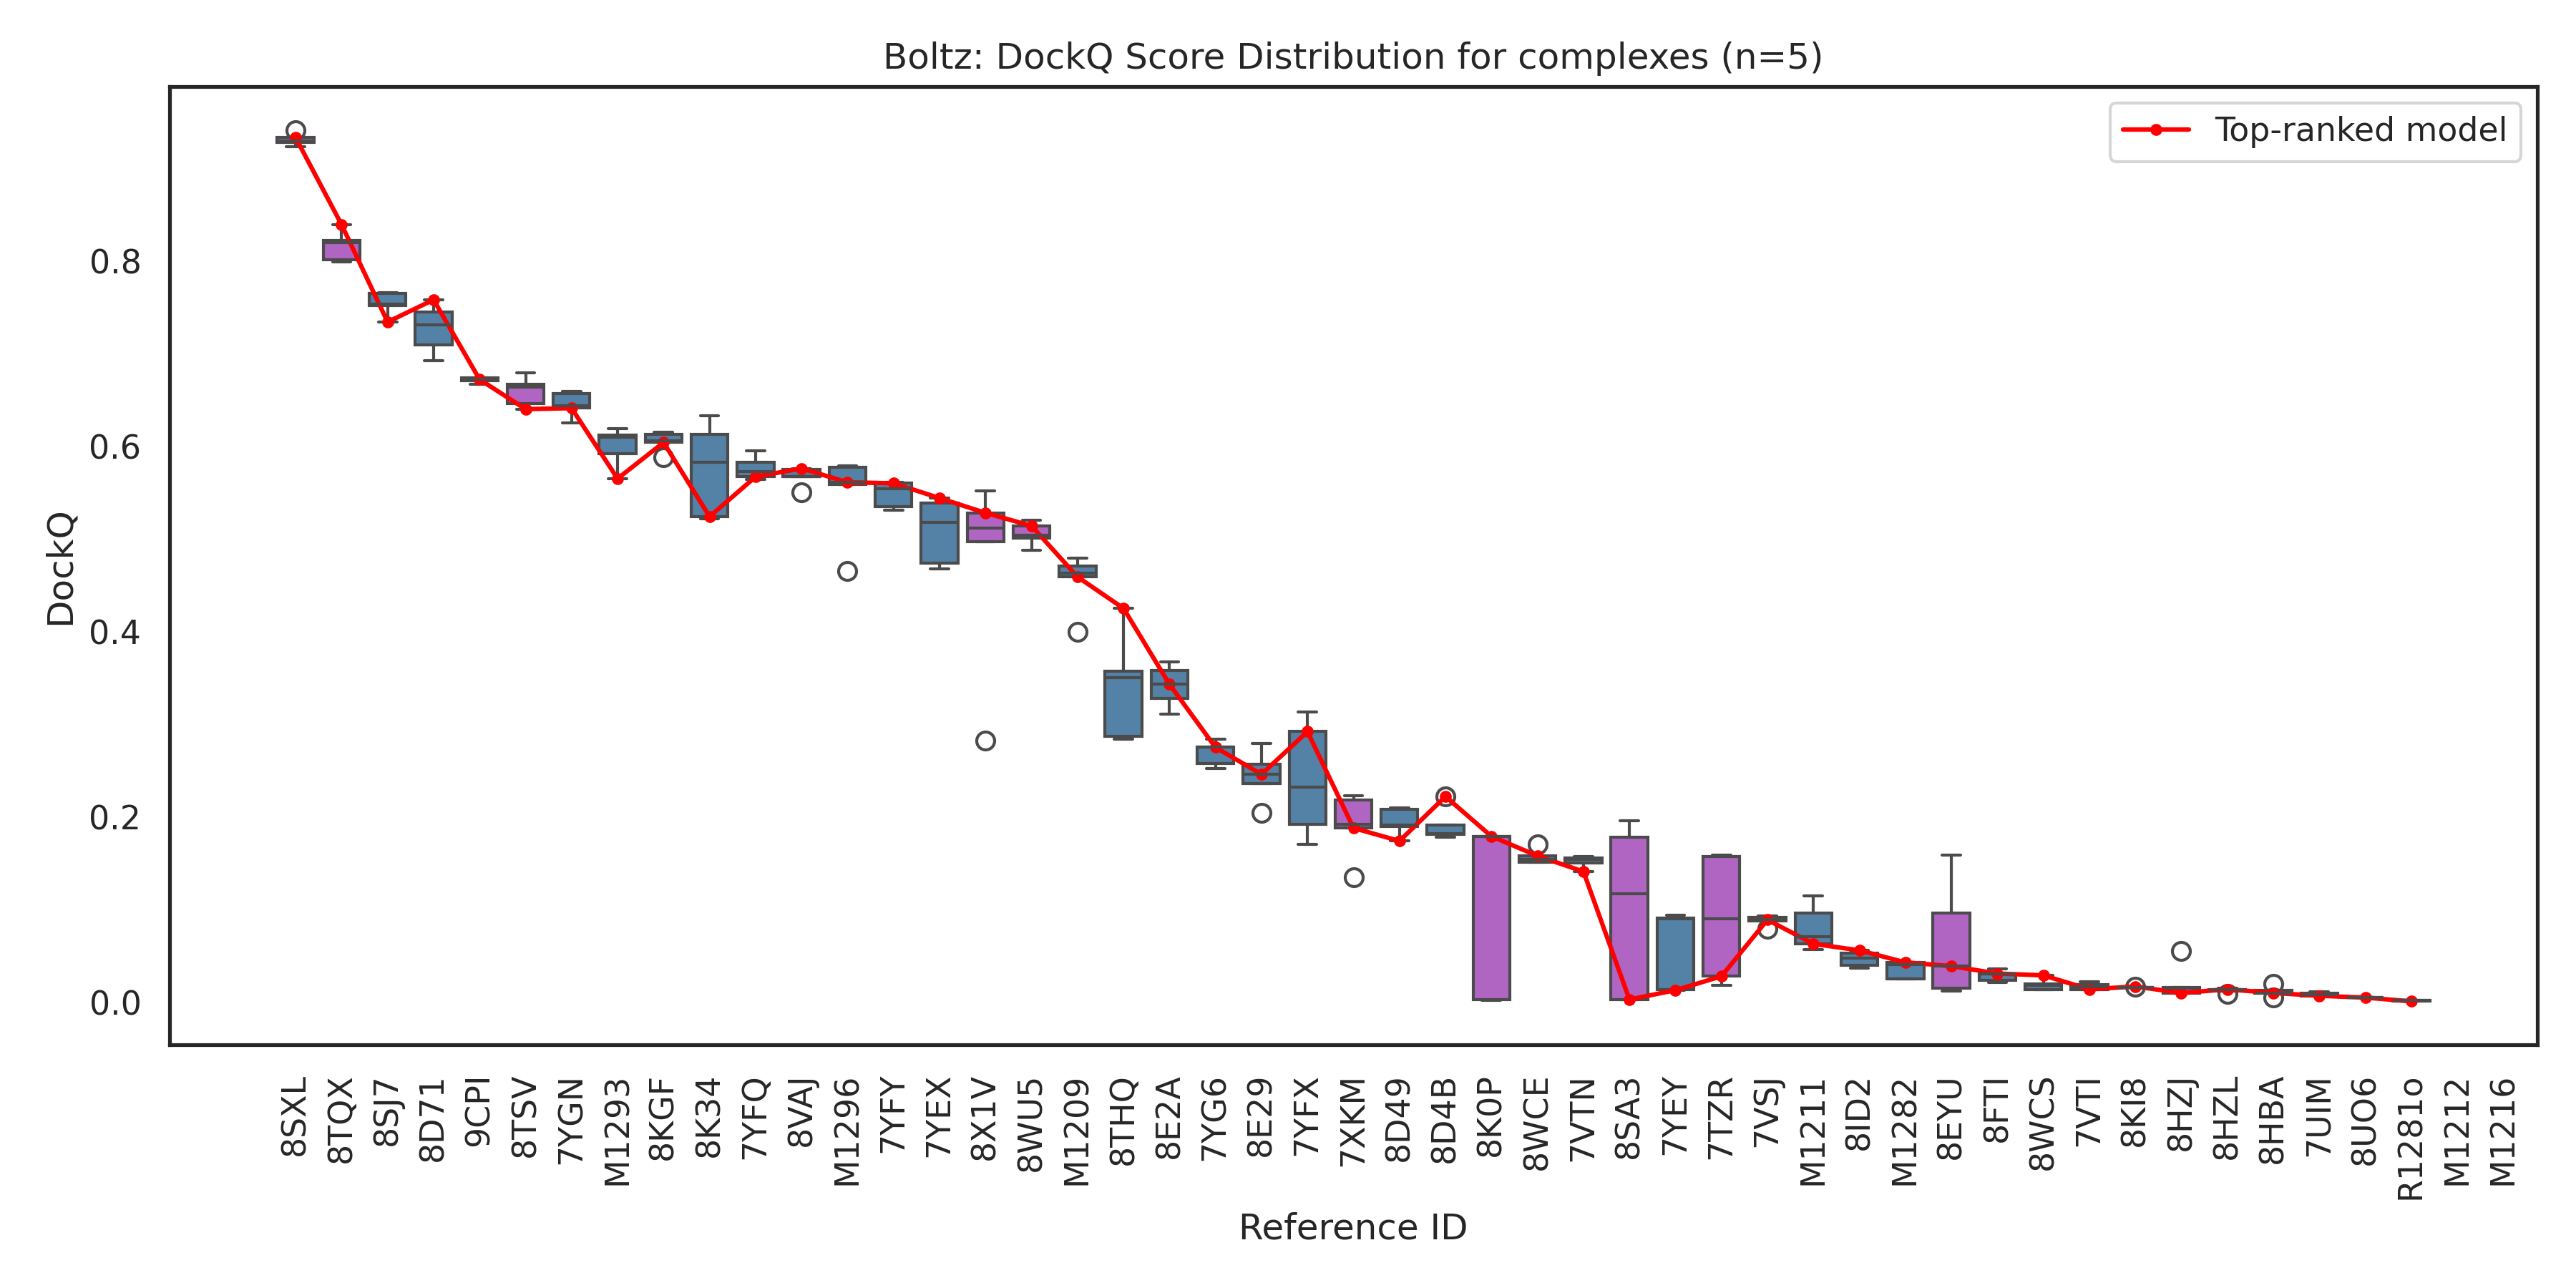 Boltz: DockQ Score Distribution for complexes (n=5)
Top-ranked model
DockQ
0.8
0.6
0.4
0.2
0.0
8SXL
8TQX
8SJ7
8D71
9CPI
8TSV
7YGN
M1293
8KGF
8K34
7YFQ
8VAJ
M1296
7YFY
7YEX
8X1V
8WU5
M1209
8THQ
8E2A
7YG6
8E29
7YFX
7XKM
8D49
8D4B
8K0P
8WCE
7VTN
8SA3
7YEY
7TZR
7VSJ
M1211
8ID2
M1282
8EYU
8FTI
8WCS
7VTI
8KI8
8HZJ
8HZL
8HBA
7UIM
8UO6
R1281o
M1212
M1216
Reference ID